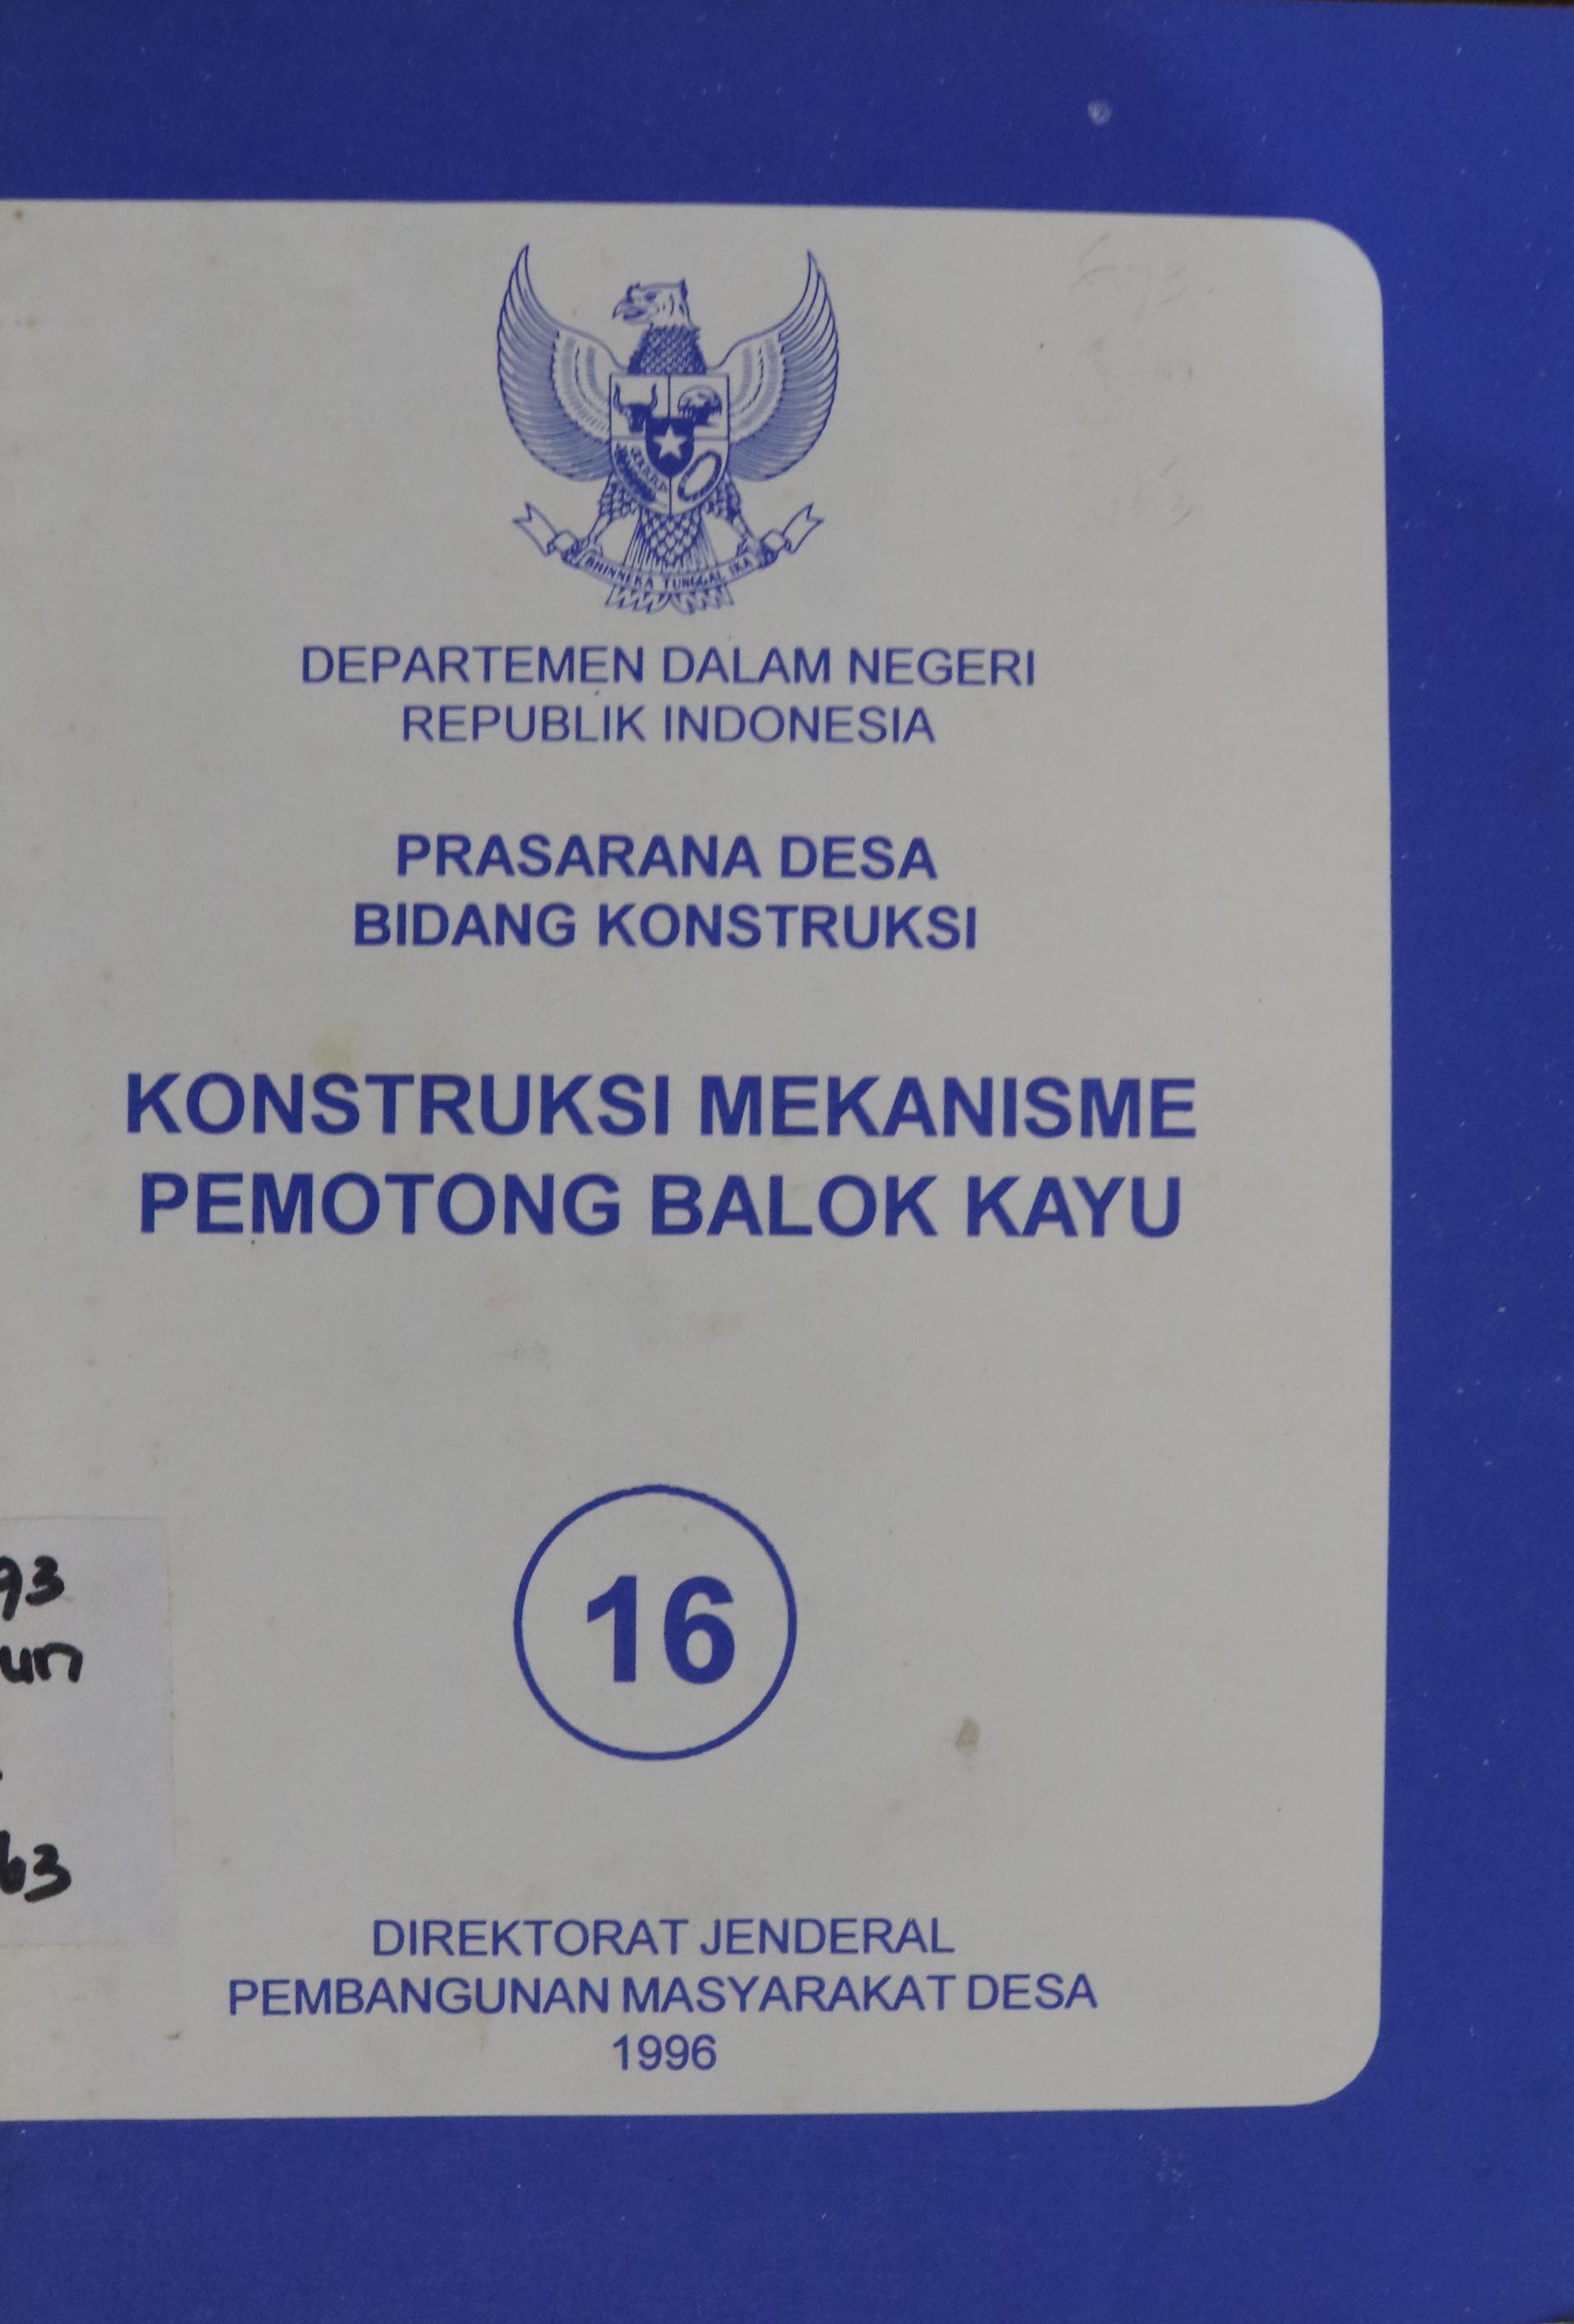 BHINNEKA TUNGGAL IKA
DEPARTEMEN DALAM NEGERI
REPUBLIK INDONESIA
PRASARANA DESA
BIDANG KONSTRUKSI
KONSTRUKSI MEKANISME
PEMOTONG BALOK KAYU
93
un
16
63
DIREKTORAT JENDERAL
PEMBANGUNAN MASYARAKAT DESA
1996